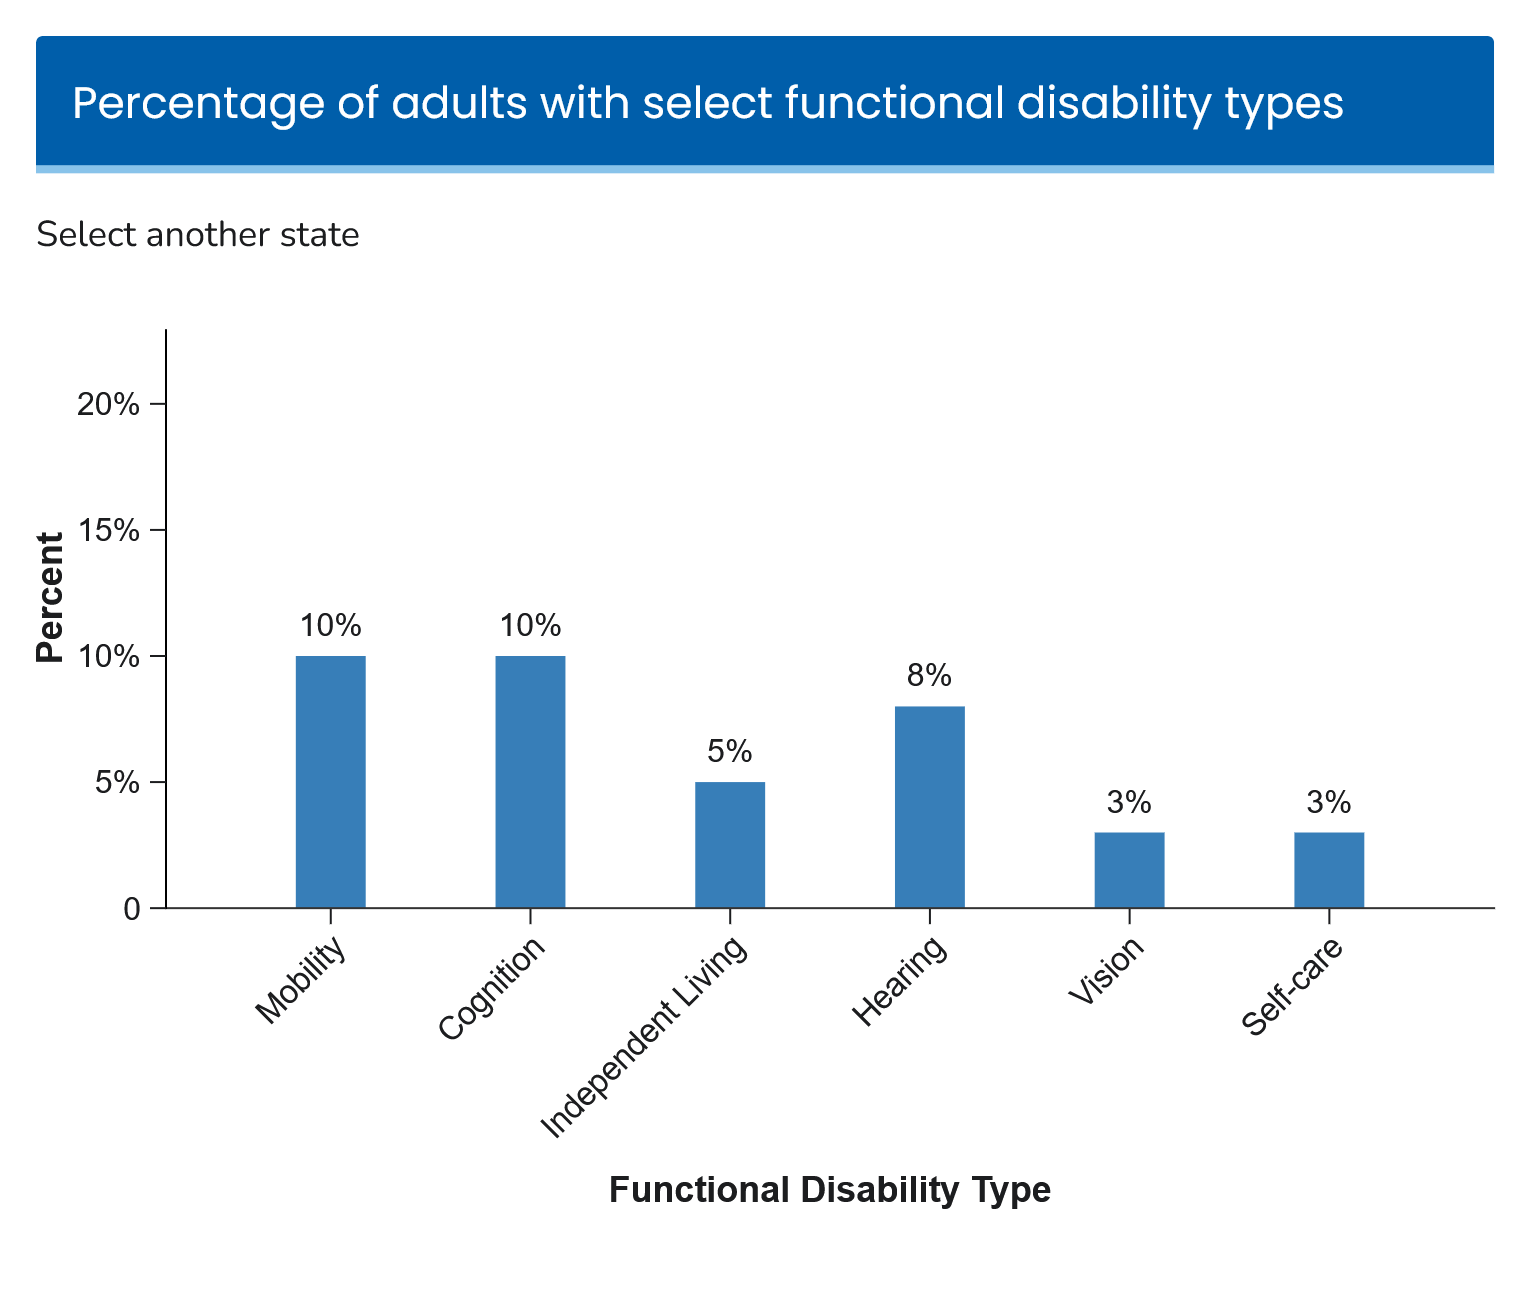 Percentage of adults with select functional disability types
Select another state
Percent
20%
15%
10%
5%
0
10%
10%
5%
8%
3%
3%
Mobility
Cognition
Independent Living
Hearing
Vision
Self-care
Functional Disability Type